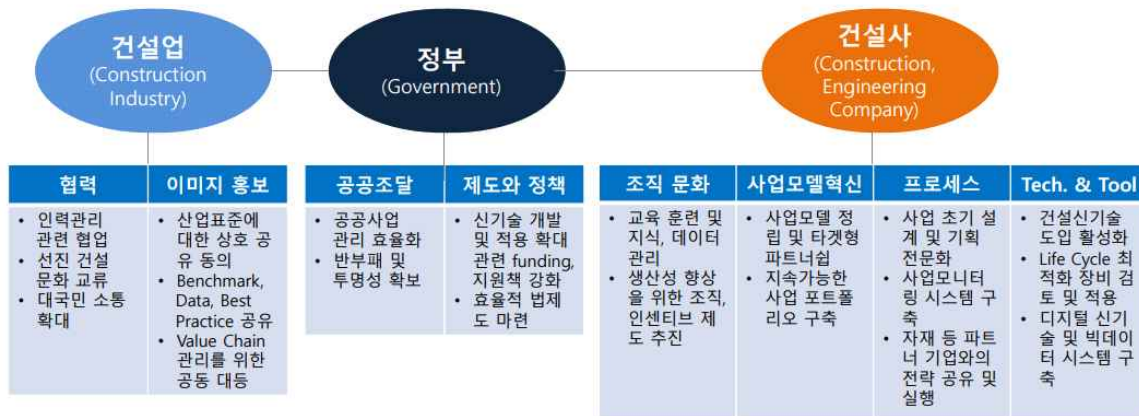 건설업
(Construction
Industry)
정부
(Government)
건설사
(Construction,
Engineering
Company)
협력
• 인력관리
관련 협업
• 선진 건설
문화 교류
• 대국민 소통
확대
이미지 홍보
• 산업표준에
대한 상호 공
유 동의
• Benchmark,
Data, Best
Practice 공유
• Value Chain
관리를 위한
공동 대등
공공조달
• 공공사업
관리 효율화
• 반부패 및
투명성 확보
제도와 정책
• 신기술 개발
및 적용 확대
관련 funding,
지원책 강화
• 효율적 법제
도 마련
조직 문화
• 교육 훈련 및
지식, 데이터
관리
• 생산성 향상
을 위한 조직,
인센티브 제
도 추진
사업모델혁신
• 사업모델 정
립 및 타겟형
파트너쉽
• 지속가능한
사업 포트폴
리오 구축
프로세스
• 사업 초기 설
계 및 기획
전문화
• 사업모니터
링 시스템 구
축
• 자재 등 파트
너 기업와의
전략 공유 및
실행
Tech. & Tool
• 건설신기술
도입 활성화
• Life Cycle 최
적화 장비 검
토 및 적용
• 디지털 신기
술 및 빅데이
터 시스템 구
축